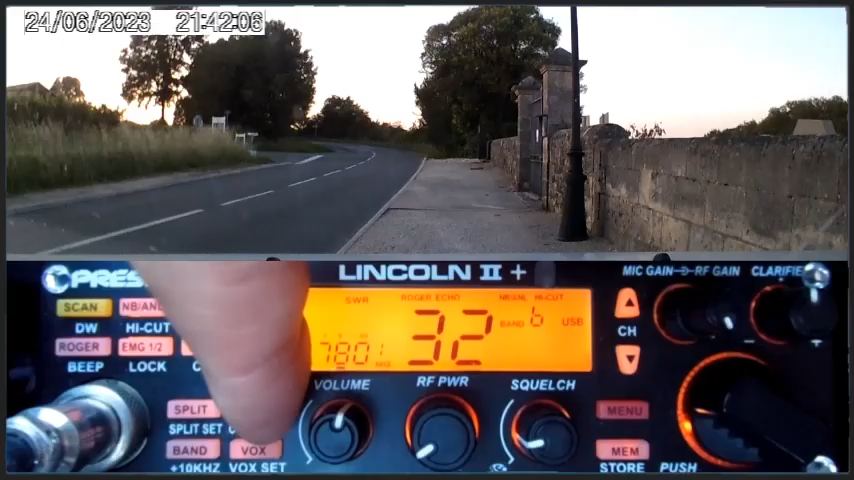 24/06/2023 21:42:06
PRES
LINCOLN II +
MIC GAIN RF GAIN CLARIFIE
SCAN NB/ANL
DW HI-CUT
ROGER EMG 1/2
BEEP LOCK
SWR ROGER ECHO NB/ANL HI-CUT
32 BAND 6 USB
7801
CH
VOLUME RF PWR SQUELCH
SPLIT
SPLIT SET
BAND VOX
+10KHZ VOX SET
MENU
MEM
STORE PUSH